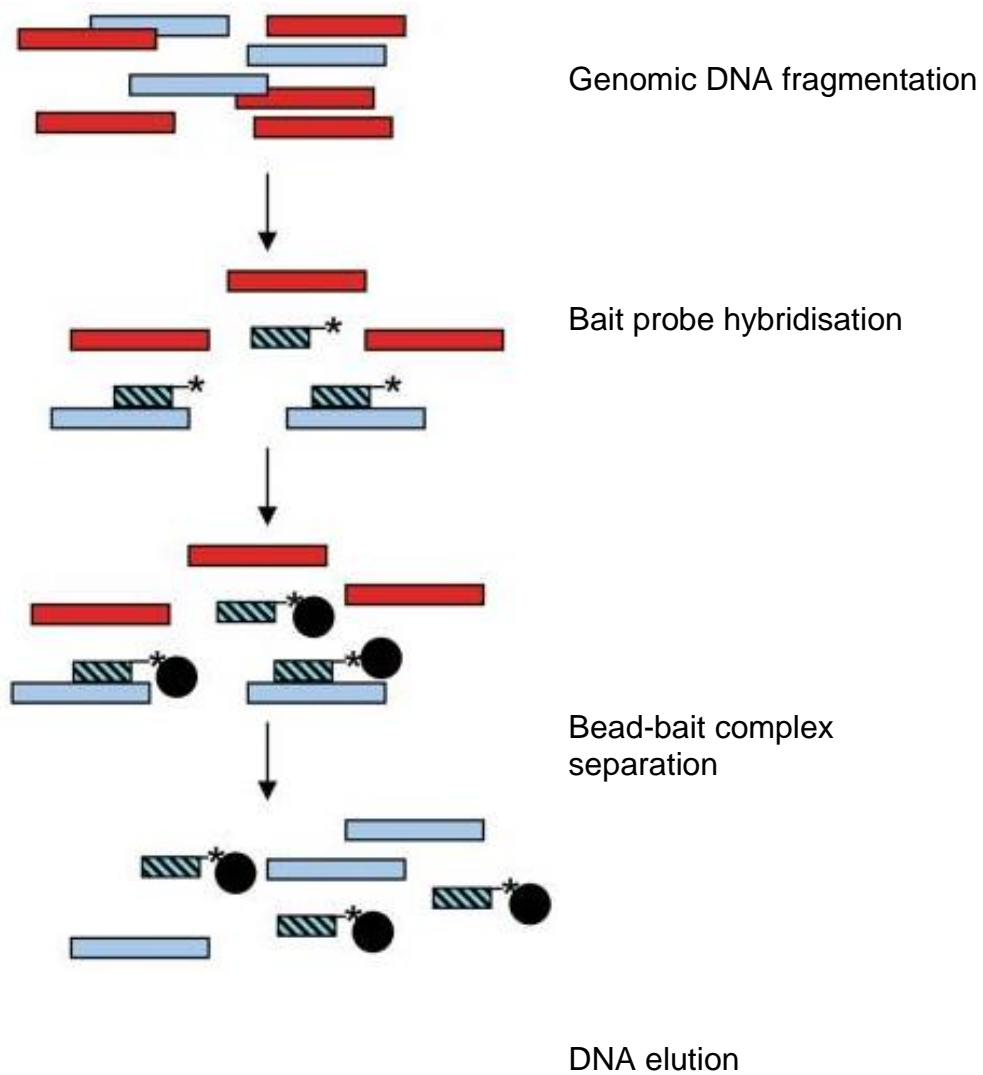 Genomic DNA fragmentation
Bait probe hybridisation
Bead-bait complex
separation
DNA elution